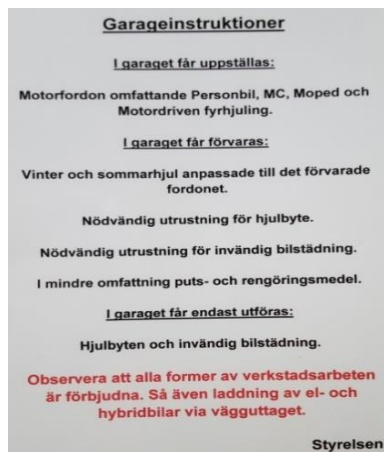 Garageinstruktioner
I garaget får uppställas:
Motorfordon omfattande Personbil, MC, Moped och
Motordriven fyrhjuling.
I garaget får förvaras:
Vinter och sommarhjul anpassade till det förvarade
fordonet.
Nödvändig utrustning för hjulbyte.
Nödvändig utrustning för invändig bilstädning.
I mindre omfattning puts- och rengöringsmedel.
I garaget får endast utföras:
Hjulbyten och invändig bilstädning.
Observera att alla former av verkstadsarbeten
är förbjudna. Så även laddning av el- och
hybridbilar via vägguttaget.
Styrelsen